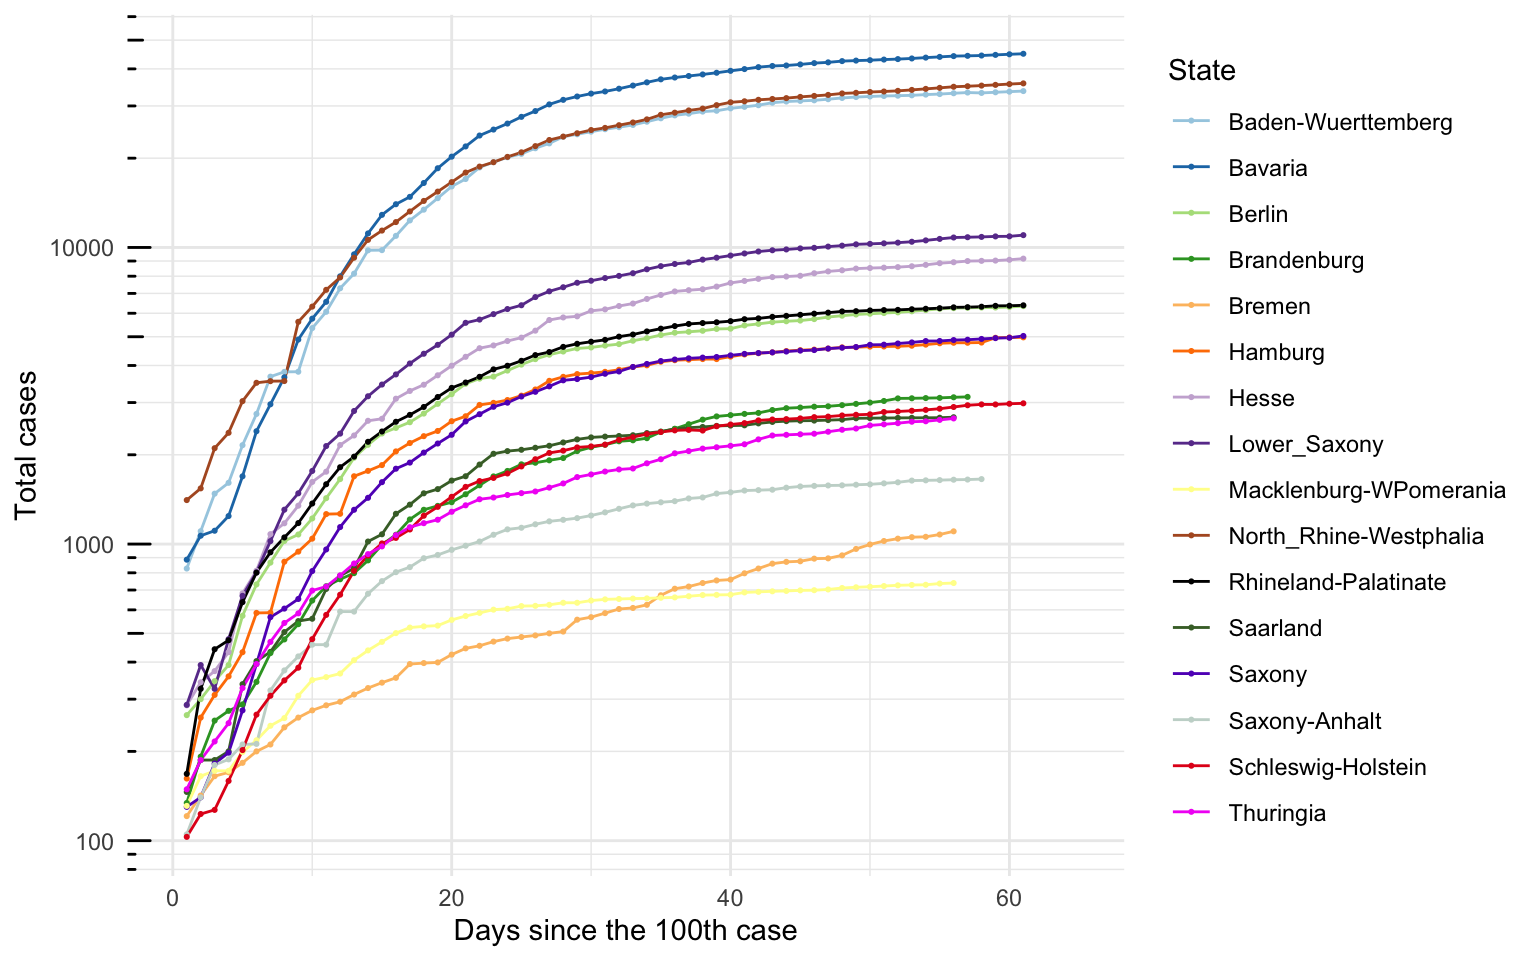 Total cases
10000
1000
100
0
20
40
60
Days since the 100th case
State
Baden-Wuerttemberg
Bavaria
Berlin
Brandenburg
Bremen
Hamburg
Hesse
Lower_Saxony
Macklenburg-WPomerania
North_Rhine-Westphalia
Rhineland-Palatinate
Saarland
Saxony
Saxony-Anhalt
Schleswig-Holstein
Thuringia